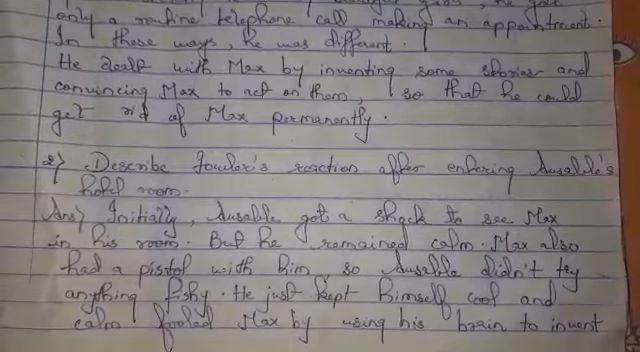 only a routine telephone call making an appointment.
In these ways, he was different.
He dealt with Max by inventing some stories and
convincing Max to act on them, so that he could
get rid of Max permanently.
2) Describe Fowler's reaction after entering Ausable's
hotel room.
Ans) Initially, Ausable got a shock to see Max
in his room. But he remained calm. Max also
had a pistol with him, so Ausable didn't try
anything fishy. He just kept himself cool and
calm fooled Max by using his brain to invent